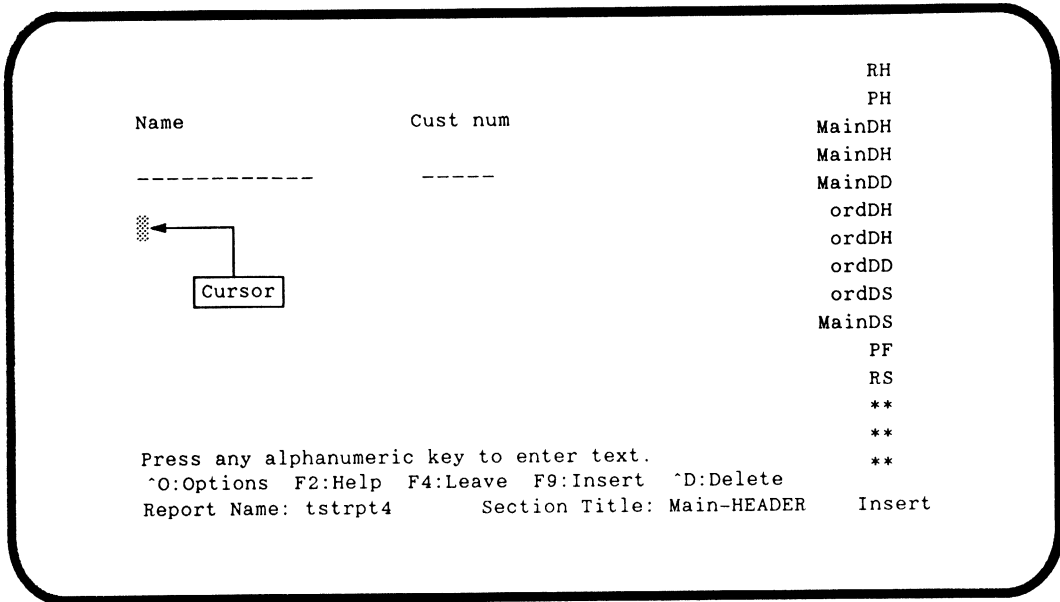 RH
PH
Name Cust num MainDH
MainDH
------------ ----- MainDD
ordDH
ordDH
ordDD
Cursor ordDS
MainDS
PF
RS
**
**
Press any alphanumeric key to enter text. **
^O:Options F2:Help F4:Leave F9:Insert ^D:Delete
Report Name: tstrpt4 Section Title: Main-HEADER Insert